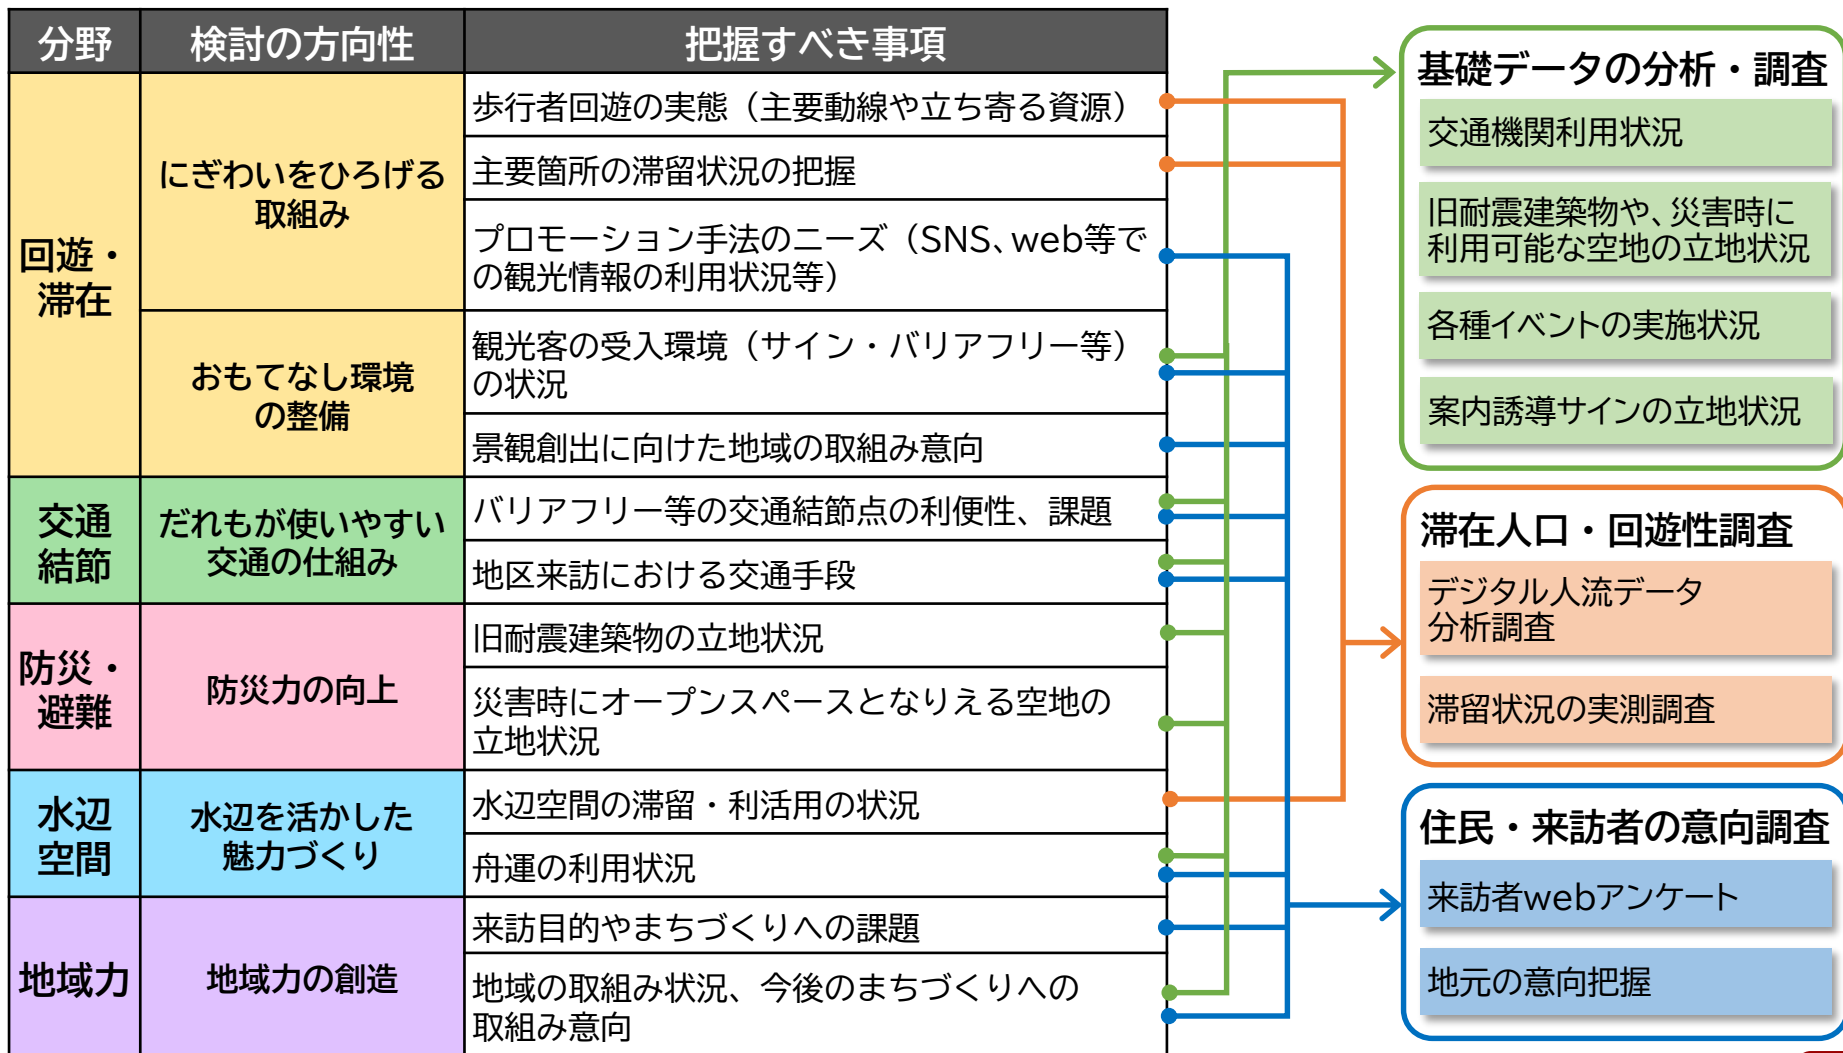 分野 検討の方向性 把握すべき事項
回遊・
滞在
にぎわいをひろげる
取組み
歩行者回遊の実態（主要動線や立ち寄る資源）
主要箇所の滞留状況の把握
プロモーション手法のニーズ（SNS、web等で
の観光情報の利用状況等）
おもてなし環境
の整備
観光客の受入環境（サイン・バリアフリー等）
の状況
景観創出に向けた地域の取組み意向
交通
結節
だれもが使いやすい
交通の仕組み
バリアフリー等の交通結節点の利便性、課題
地区来訪における交通手段
防災・
避難
防災力の向上
旧耐震建築物の立地状況
災害時にオープンスペースとなりえる空地の
立地状況
水辺
空間
水辺を活かした
魅力づくり
水辺空間の滞留・利活用の状況
舟運の利用状況
地域力
地域力の創造
来訪目的やまちづくりへの課題
地域の取組み状況、今後のまちづくりへの
取組み意向
基礎データの分析・調査
交通機関利用状況
旧耐震建築物や、災害時に
利用可能な空地の立地状況
各種イベントの実施状況
案内誘導サインの立地状況
滞在人口・回遊性調査
デジタル人流データ
分析調査
滞留状況の実測調査
住民・来訪者の意向調査
来訪者webアンケート
地元の意向把握